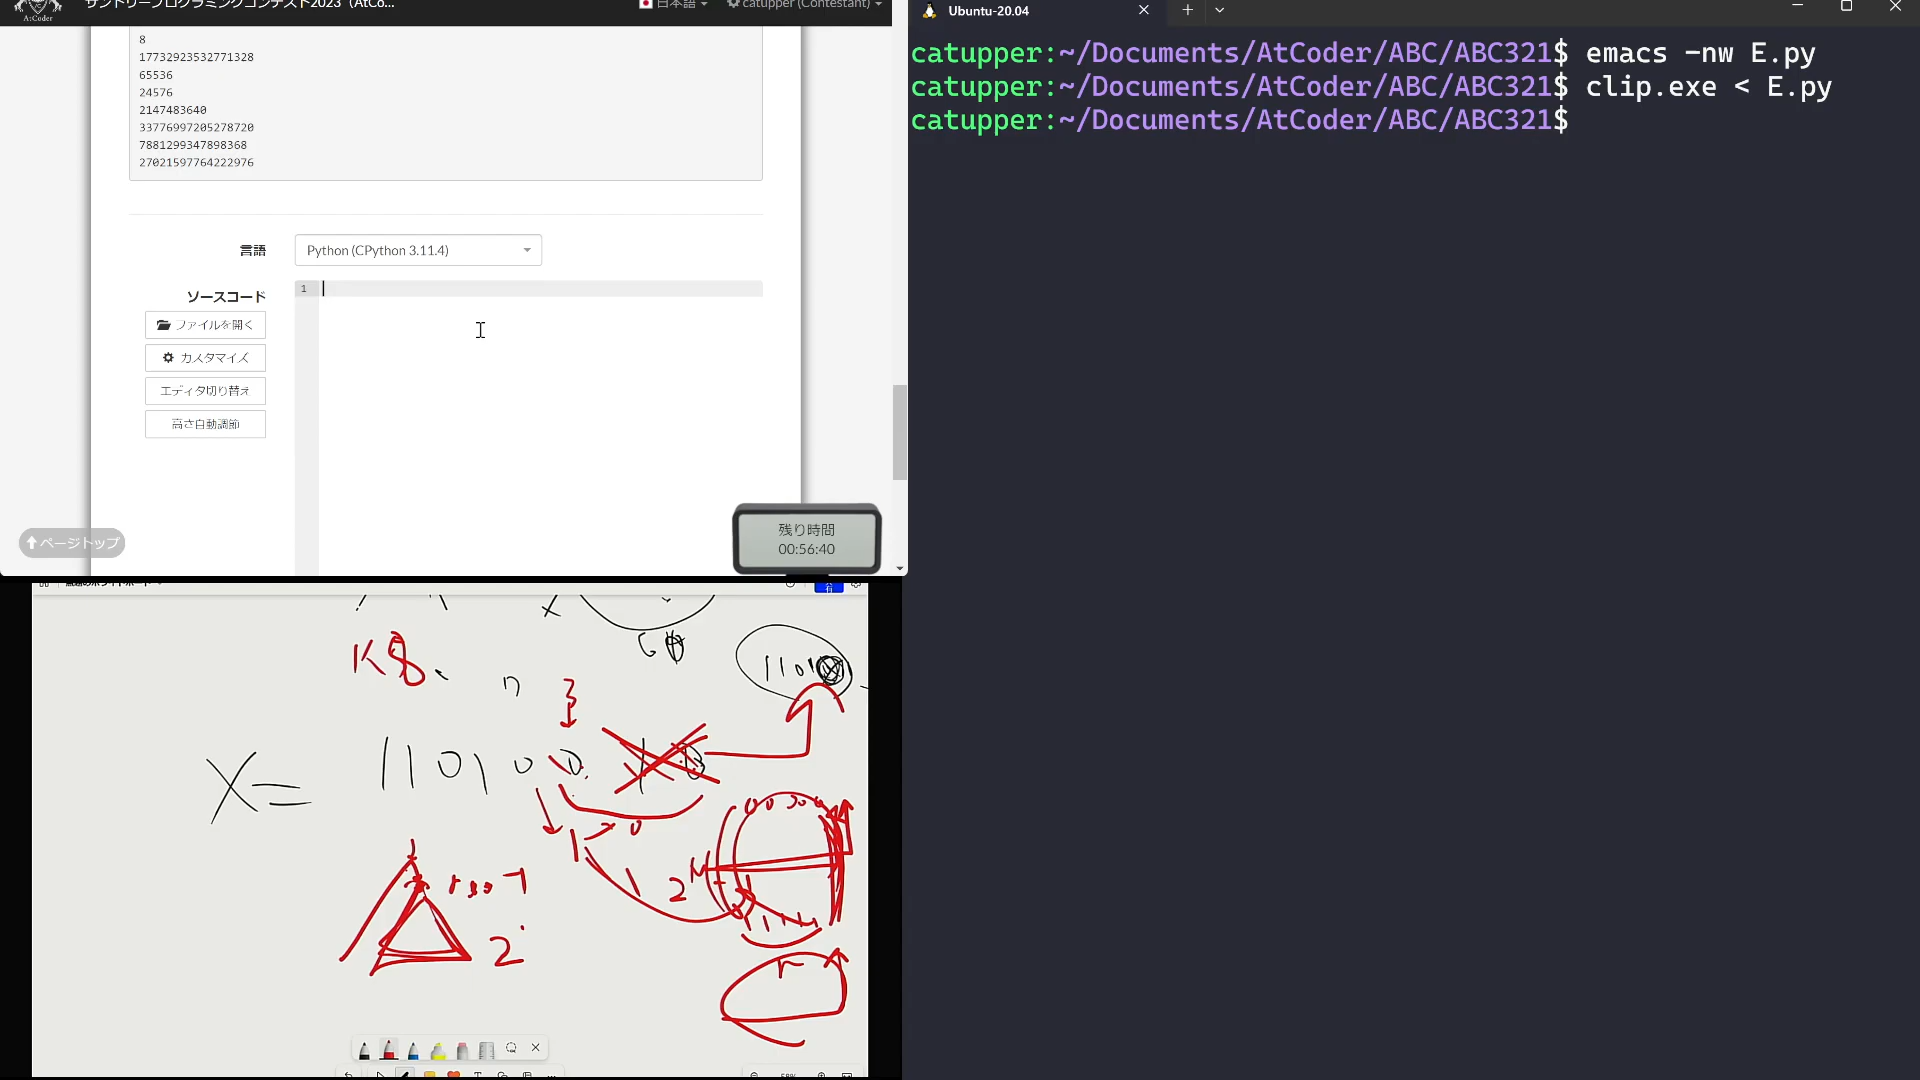 AtCoder
サントリープログラミングコンテスト2023 (AtCo...
日本語
catupper (Contestant)
8
17732923532771328
65536
24576
2147483640
33776997205278720
7881299347898368
27021597764222976
言語
Python (CPython 3.11.4)
ソースコード
1
ファイルを開く
カスタマイズ
エディタ切り替え
高さ自動調節
ページトップ
残り時間
00:56:40
Ubuntu-20.04
catupper:~/Documents/AtCoder/ABC/ABC321$ emacs -nw E.py
catupper:~/Documents/AtCoder/ABC/ABC321$ clip.exe < E.py
catupper:~/Documents/AtCoder/ABC/ABC321$
X=